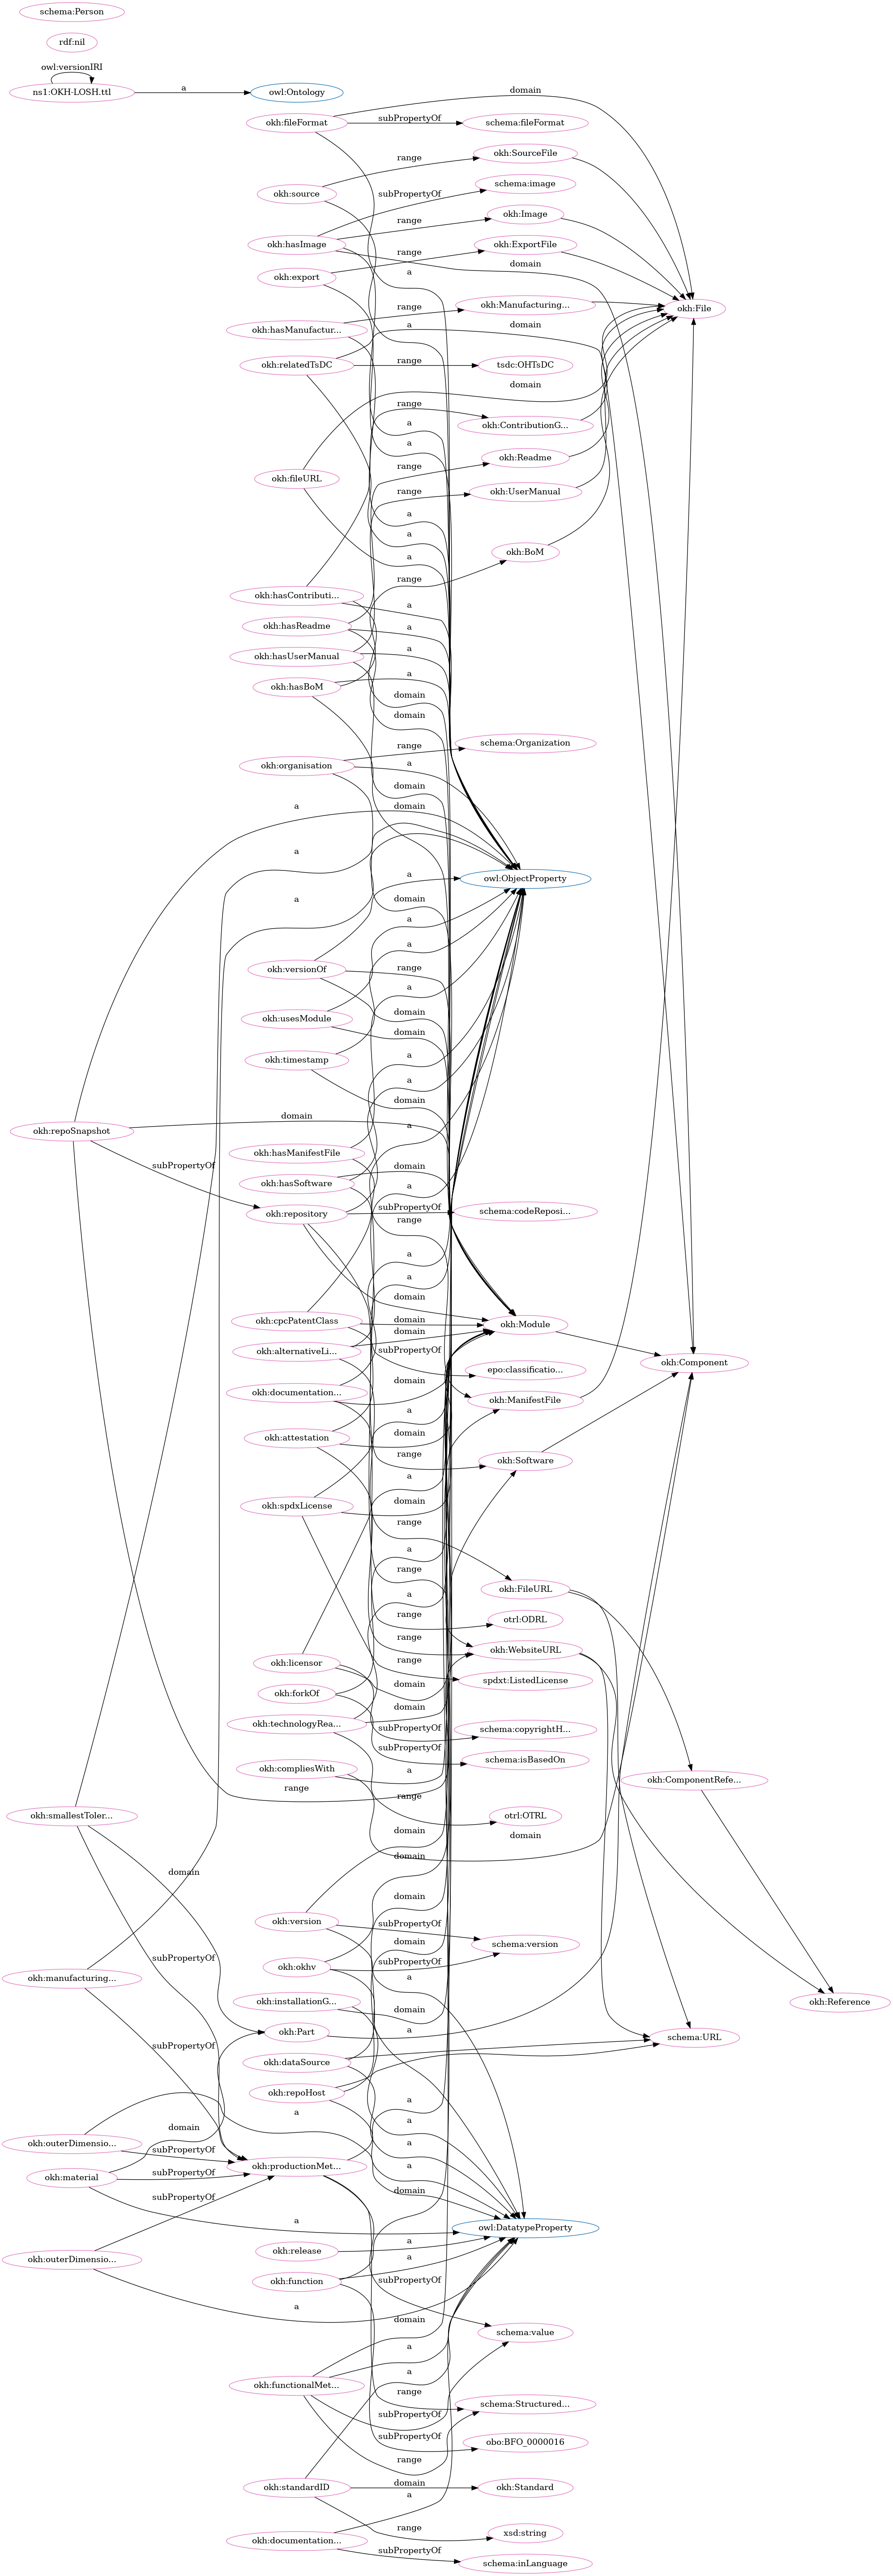 schema:Person
rdf:nil
owl:versionIRI
ns1:OKH-LOSH.ttl
a
owl:Ontology
domain
okh:fileFormat
subPropertyOf
schema:fileFormat
okh:SourceFile
range
okh:source
subPropertyOf
schema:image
okh:Image
range
okh:hasImage
okh:ExportFile
range
domain
okh:export
a
okh:Manufacturing...
range
okh:File
okh:hasManufactur...
a
domain
okh:relatedTsDC
range
tsdc:OHTsDC
domain
range
okh:ContributionG...
a
a
okh:Readme
range
okh:fileURL
range
okh:UserManual
a
a
okh:BoM
a
range
okh:hasContributi...
a
okh:hasReadme
a
okh:hasUserManual
a
a
okh:hasBoM
domain
domain
schema:Organization
range
okh:organisation
a
domain
a
domain
a
a
owl:ObjectProperty
a
domain
a
okh:versionOf
range
a
a
domain
okh:usesModule
domain
a
okh:timestamp
a
domain
domain
okh:repoSnapshot
a
okh:hasManifestFile
subPropertyOf
domain
okh:hasSoftware
a
subPropertyOf
okh:repository
schema:codeReposi...
range
a
a
domain
okh:cpcPatentClass
domain
okh:Module
domain
okh:alternativeLi...
subPropertyOf
okh:Component
epo:classificatio...
domain
okh:documentation...
okh:ManifestFile
a
domain
okh:attestation
range
okh:Software
a
domain
okh:spdxLicense
range
a
range
okh:FileURL
a
range
otrl:ODRL
range
okh:WebsiteURL
range
okh:licensor
domain
spdxt:ListedLicense
okh:forkOf
domain
okh:technologyRea...
subPropertyOf
schema:copyrightH...
subPropertyOf
schema:isBasedOn
okh:compliesWith
a
okh:ComponentRefe...
range
range
okh:smallestToler...
otrl:OTRL
domain
domain
domain
domain
domain
okh:version
subPropertyOf
domain
schema:version
subPropertyOf
okh:okhv
subPropertyOf
okh:manufacturing...
a
okh:installationG...
okh:Reference
domain
okh:Part
a
schema:URL
subPropertyOf
okh:dataSource
okh:repoHost
a
a
domain
a
okh:outerDimensio...
a
subPropertyOf
okh:productionMet...
a
subPropertyOf
okh:material
domain
subPropertyOf
a
owl:DatatypeProperty
a
okh:release
a
okh:outerDimensio...
subPropertyOf
okh:function
a
domain
schema:value
a
a
okh:functionalMet...
range
schema:Structured...
subPropertyOf
subPropertyOf
obo:BFO_0000016
range
domain
okh:standardID
okh:Standard
a
range
xsd:string
okh:documentation...
subPropertyOf
schema:inLanguage